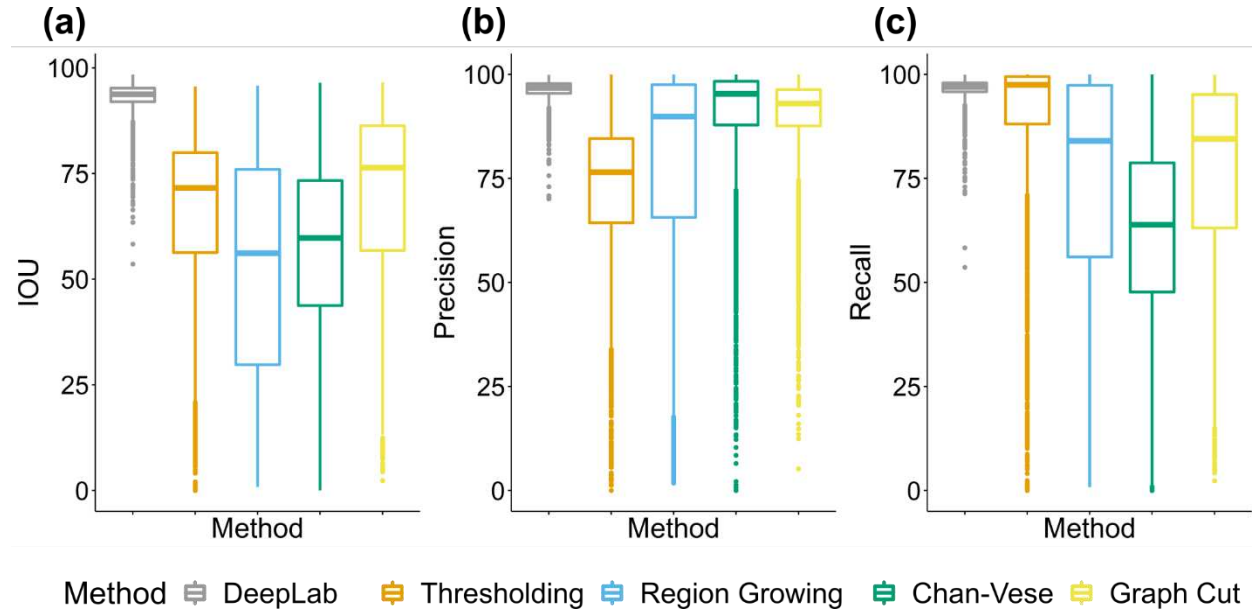 (a) (b) (c)
100 100 100
75 75 75
50 50 50
25 25 25
0 0 0
IOU Precision Recall
Method Method Method
Method DeepLab Thresholding Region Growing Chan-Vese Graph Cut